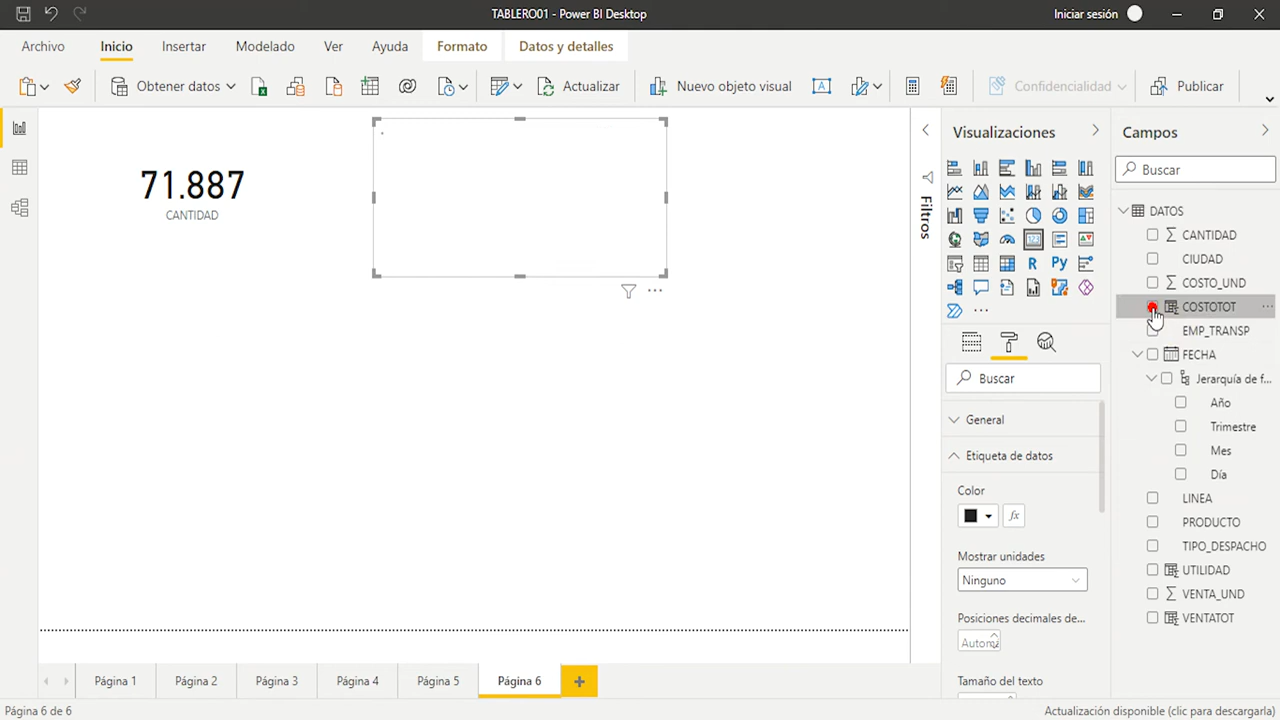 TABLERO01 - Power BI Desktop
Iniciar sesión
Archivo
Inicio
Insertar
Modelado
Ver
Ayuda
Formato
Datos y detalles
Obtener datos
Actualizar
Nuevo objeto visual
Confidencialidad
Publicar
71.887
CANTIDAD
Filtros
Visualizaciones
R
Py
Buscar
General
Etiqueta de datos
Color
fx
Mostrar unidades
Ninguno
Posiciones decimales de...
Tamaño del texto
Campos
Buscar
DATOS
CANTIDAD
CIUDAD
COSTO_UND
COSTOTOT
EMP_TRANSP
FECHA
Jerarquía de f...
Año
Trimestre
Mes
Día
LINEA
PRODUCTO
TIPO_DESPACHO
UTILIDAD
VENTA_UND
VENTATOT
Página 1
Página 2
Página 3
Página 4
Página 5
Página 6
Página 6 de 6
Actualización disponible (clic para descargarla)